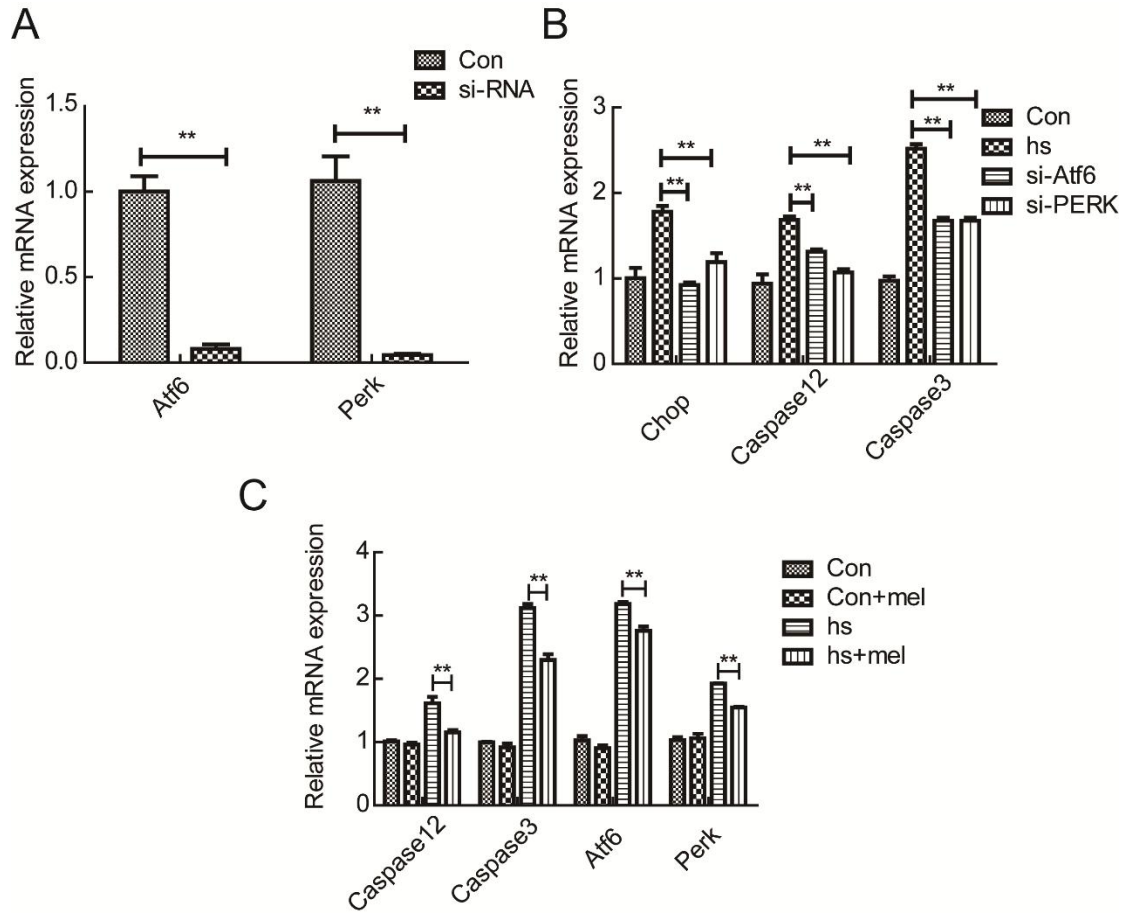 A
Con
si-RNA
Relative mRNA expression
1.5
1.0
0.5
0.0
**
**
Atf6
Perk
B
Con
hs
si-Atf6
si-PERK
Relative mRNA expression
3
2
1
0
**
**
**
**
**
**
Chop
Caspase12
Caspase3
C
Con
Con+mel
hs
hs+mel
Relative mRNA expression
4
3
2
1
0
**
**
**
**
Caspase12
Caspase3
Atf6
Perk